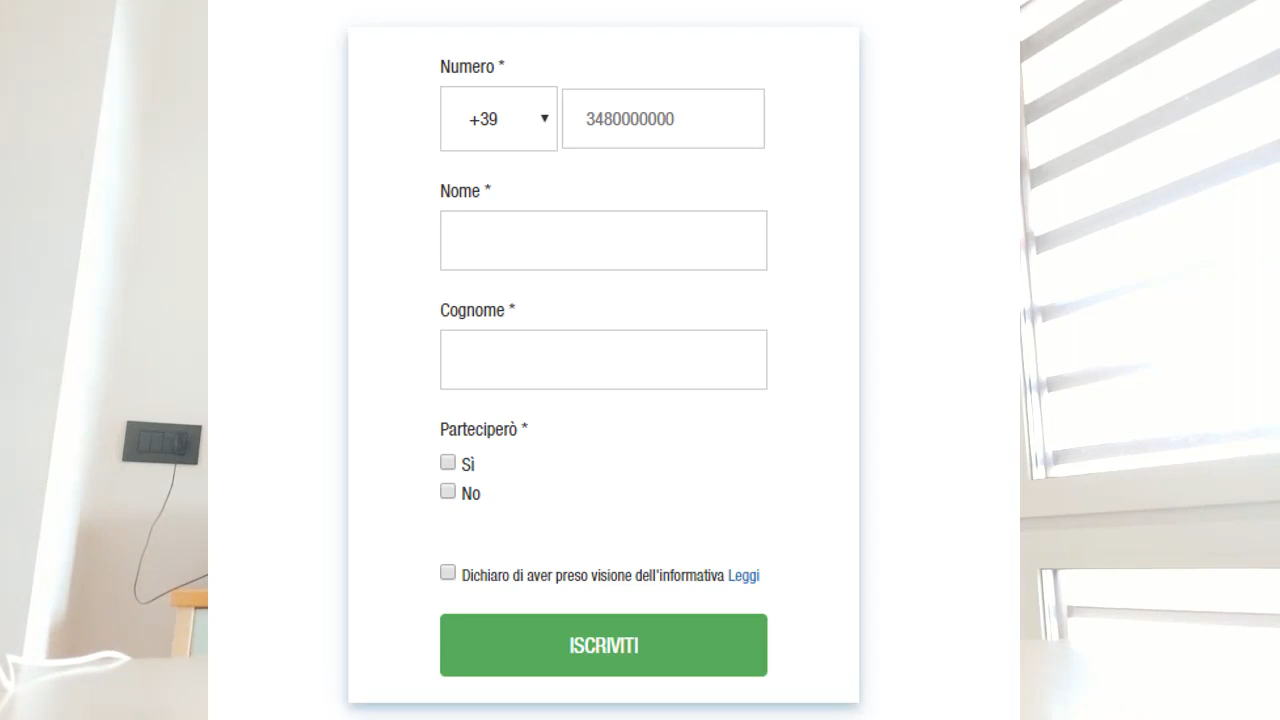 Numero *
+39 3480000000
Nome *
Cognome *
Parteciperò *
Sì
No
Dichiaro di aver preso visione dell'informativa Leggi
ISCRIVITI